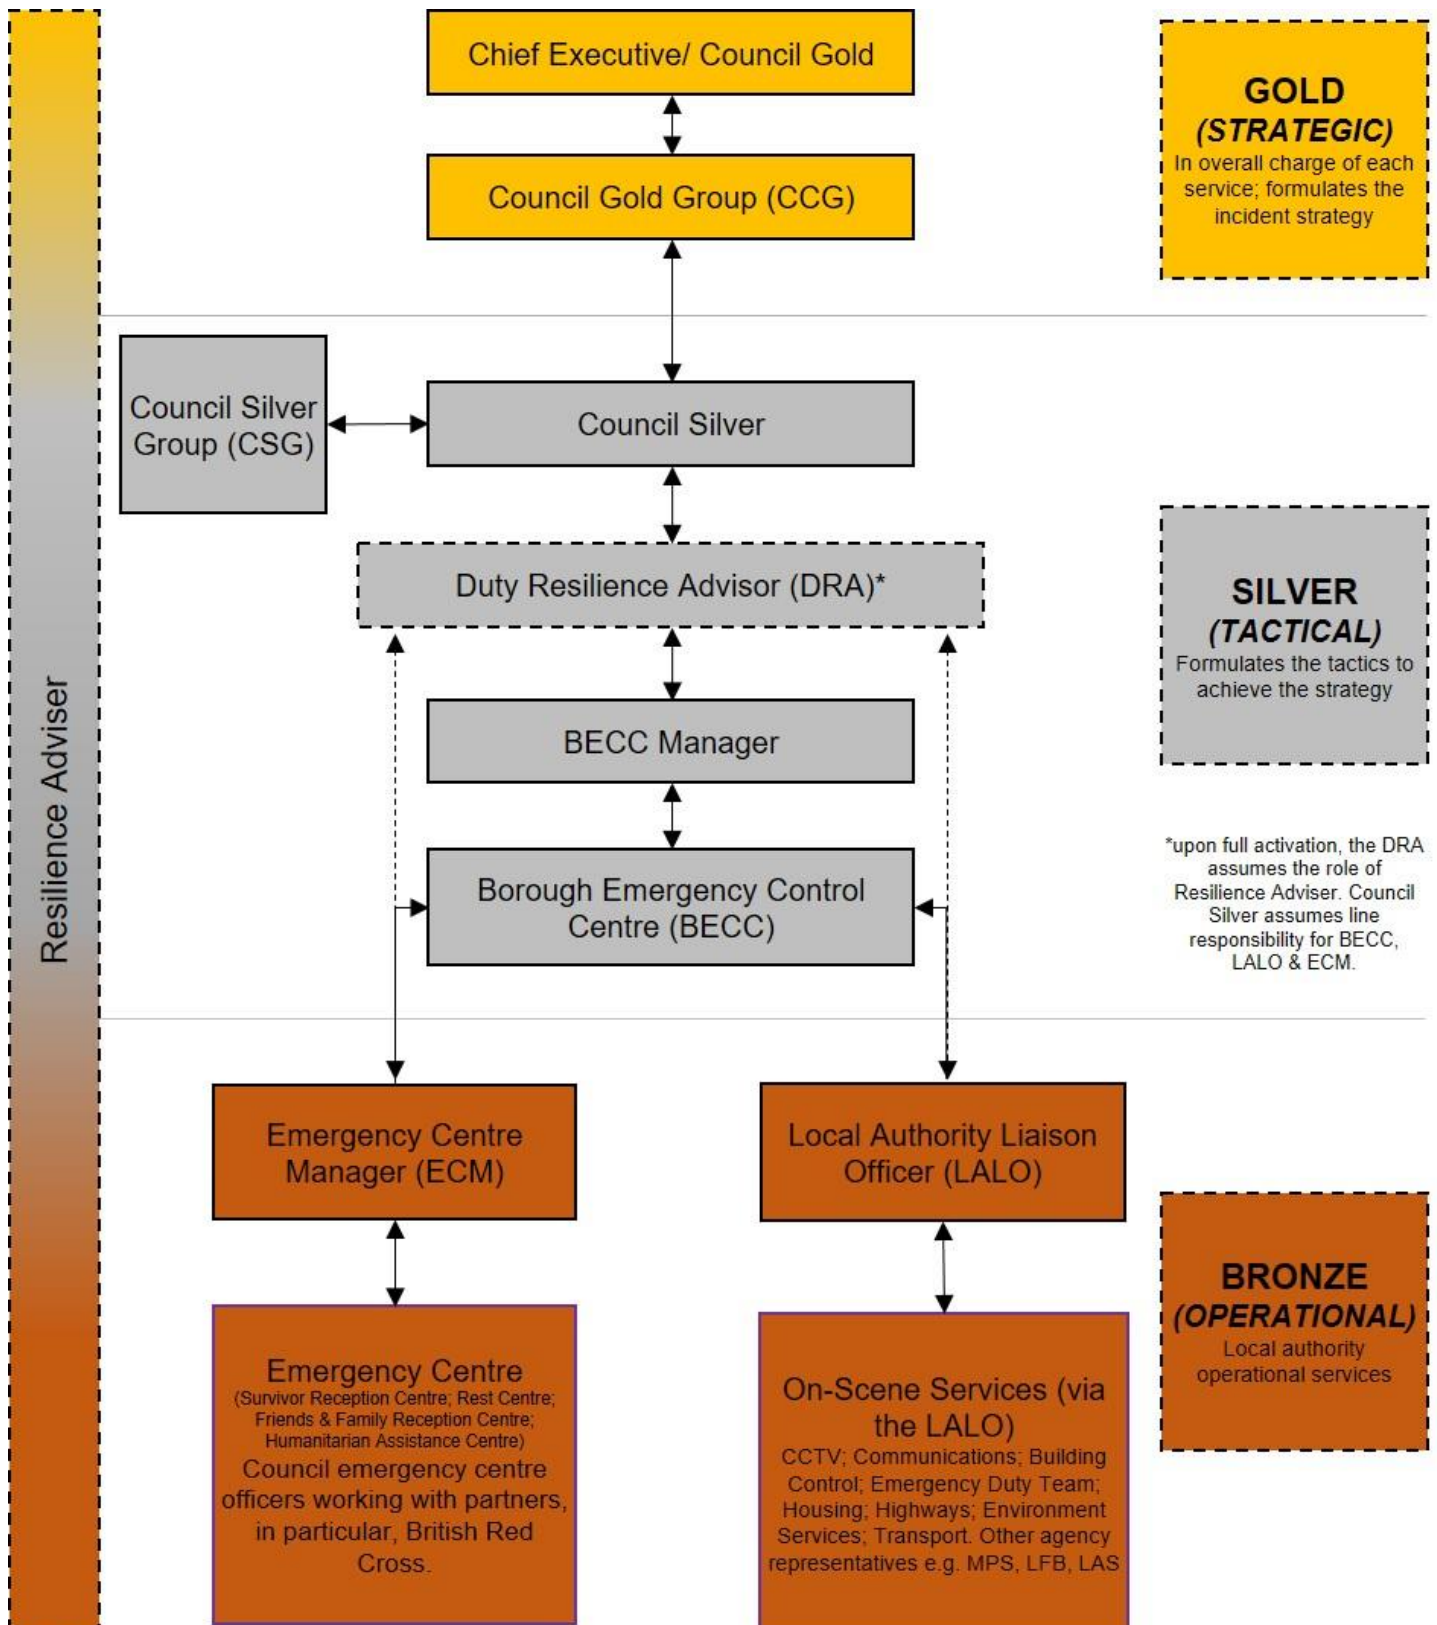 Chief Executive/ Council Gold
GOLD
(STRATEGIC)
In overall charge of each
service; formulates the
incident strategy
Council Gold Group (CCG)
Council Silver
Group (CSG)
Council Silver
Duty Resilience Advisor (DRA)*
SILVER
(TACTICAL)
Formulates the tactics to
achieve the strategy
Resilience Adviser
BECC Manager
Borough Emergency Control
Centre (BECC)
*upon full activation, the DRA
assumes the role of
Resilience Adviser. Council
Silver assumes line
responsibility for BECC,
LALO & ECM.
Emergency Centre
Manager (ECM)
Local Authority Liaison
Officer (LALO)
BRONZE
(OPERATIONAL)
Local authority
operational services
Emergency Centre
(Survivor Reception Centre; Rest Centre;
Friends & Family Reception Centre;
Humanitarian Assistance Centre)
Council emergency centre
officers working with partners,
in particular, British Red
Cross.
On-Scene Services (via
the LALO)
CCTV; Communications; Building
Control; Emergency Duty Team;
Housing; Highways; Environment
Services; Transport. Other agency
representatives e.g. MPS, LFB, LAS